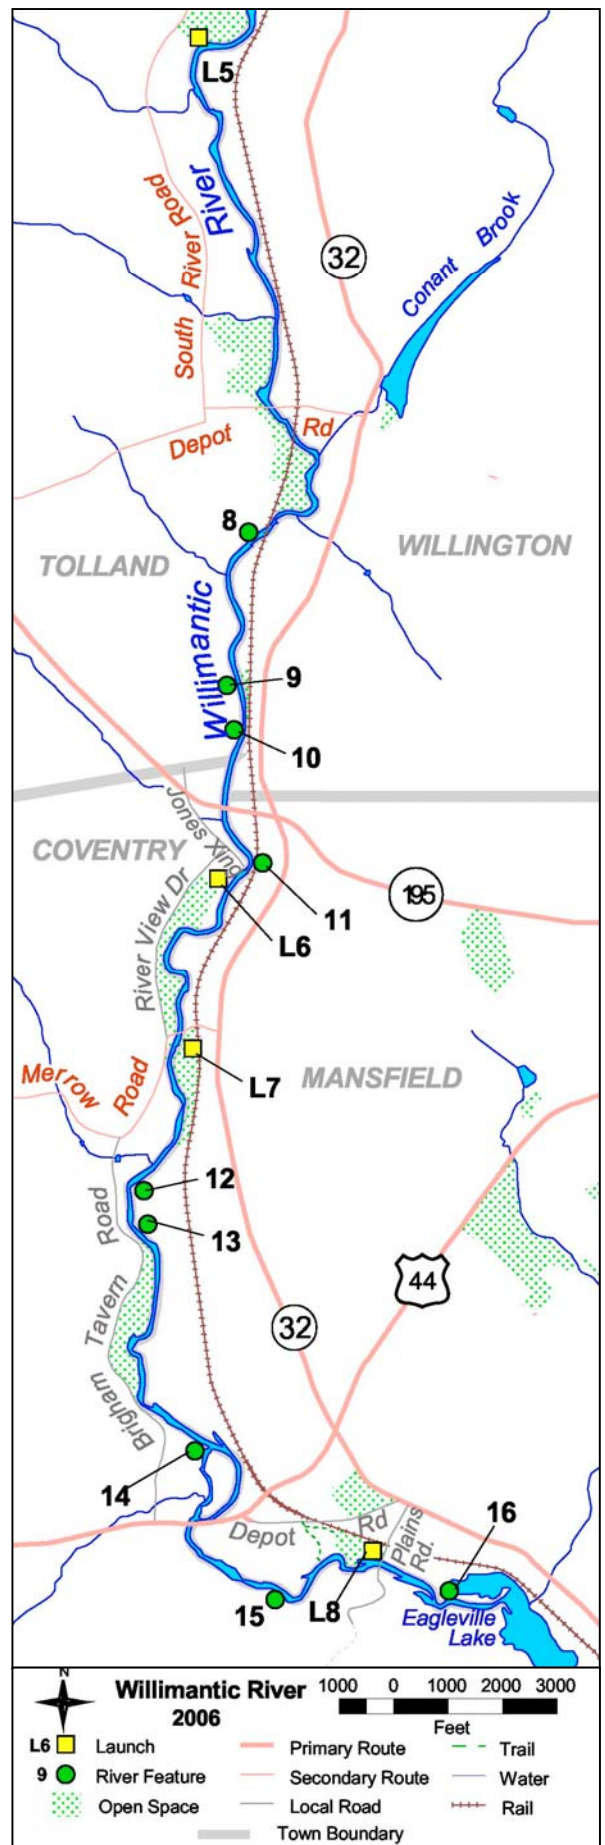 L5
River
South River Road
32
Conant Brook
Depot Rd
8
TOLLAND
WILLINGTON
Willimantic
9
10
Jones Xing
COVENTRY
195
11
River View Dr
L6
Merrow Road
L7
MANSFIELD
12
13
44
32
Brigham Tavern Road
14
Depot Rd
Plains Rd.
16
15
L8
Eagleville
Lake
N
Willimantic River
2006
1000 0 1000 2000 3000
Feet
L6 Launch
Primary Route
Trail
9 River Feature
Secondary Route
Water
Open Space
Local Road
Rail
Town Boundary